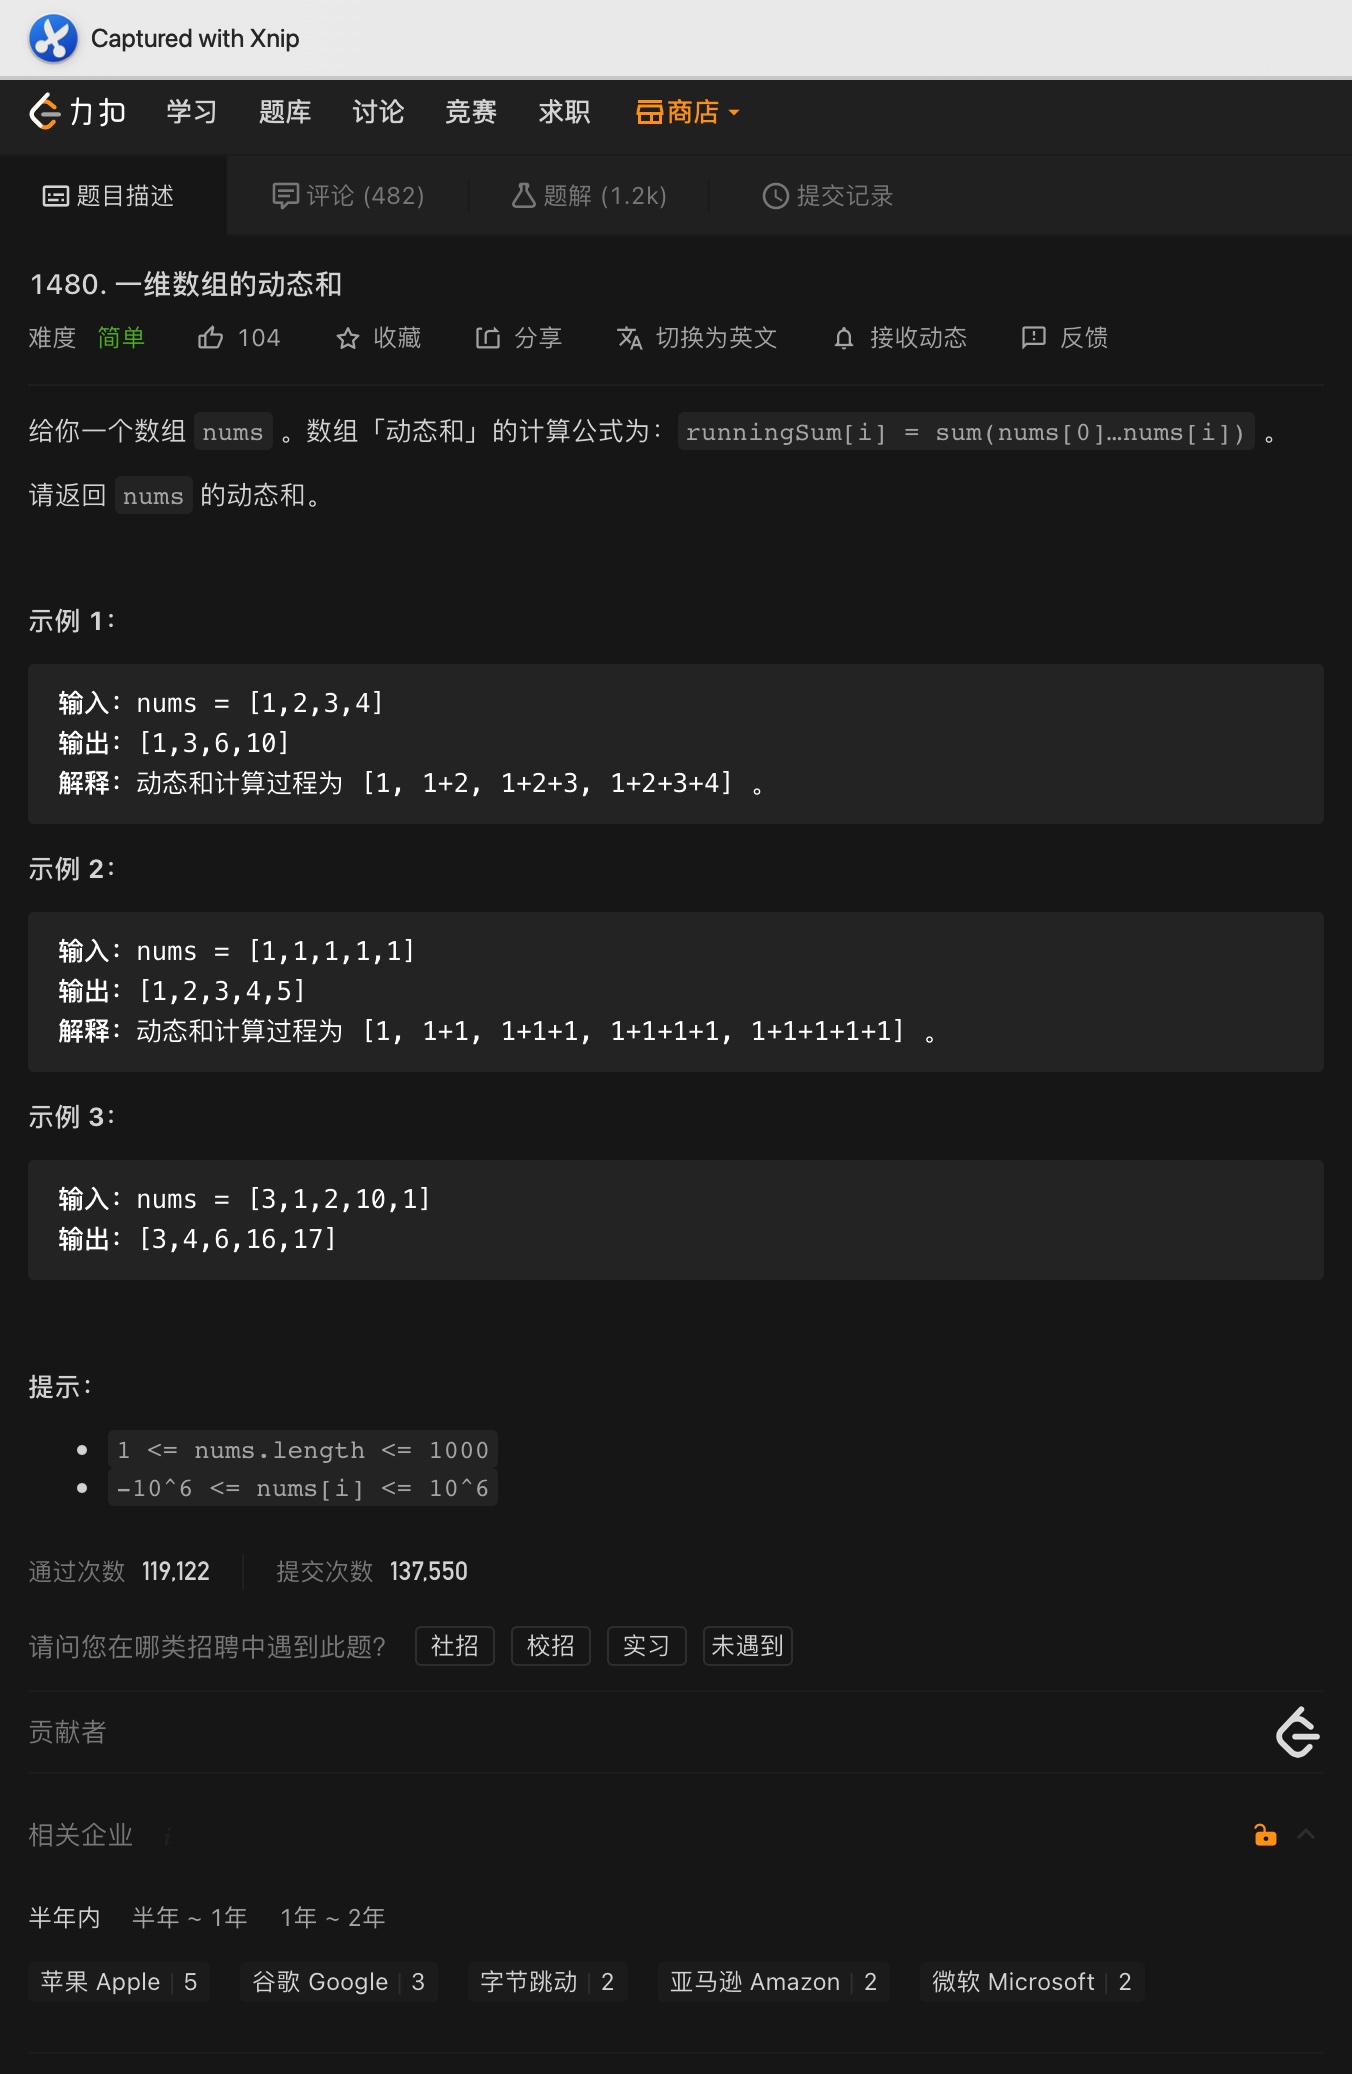 Captured with Xnip
力扣 学习 题库 讨论 竞赛 求职 商店
题目描述 评论 (482) 题解 (1.2k) 提交记录
1480. 一维数组的动态和
难度 简单 104 收藏 分享 切换为英文 接收动态 反馈
给你一个数组 nums 。数组「动态和」的计算公式为：runningSum[i] = sum(nums[0]…nums[i]) 。
请返回 nums 的动态和。
示例 1：
输入：nums = [1,2,3,4]
输出：[1,3,6,10]
解释：动态和计算过程为 [1, 1+2, 1+2+3, 1+2+3+4] 。
示例 2：
输入：nums = [1,1,1,1,1]
输出：[1,2,3,4,5]
解释：动态和计算过程为 [1, 1+1, 1+1+1, 1+1+1+1, 1+1+1+1+1] 。
示例 3：
输入：nums = [3,1,2,10,1]
输出：[3,4,6,16,17]
提示：
1 <= nums.length <= 1000
-10^6 <= nums[i] <= 10^6
通过次数 119,122 提交次数 137,550
请问您在哪类招聘中遇到此题? 社招 校招 实习 未遇到
贡献者
相关企业 i
半年内 半年 ~ 1年 1年 ~ 2年
苹果 Apple 5 谷歌 Google 3 字节跳动 2 亚马逊 Amazon 2 微软 Microsoft 2